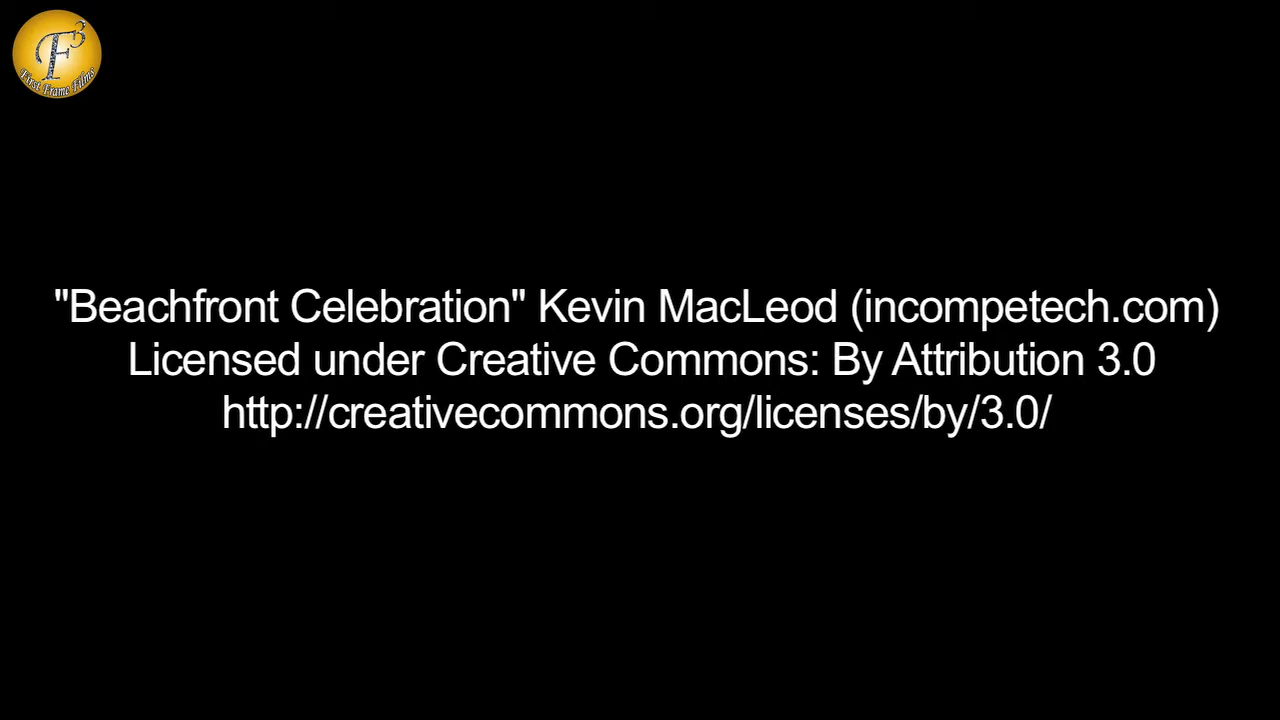 F3
First Frame Films
"Beachfront Celebration" Kevin MacLeod (incompetech.com)
Licensed under Creative Commons: By Attribution 3.0
http://creativecommons.org/licenses/by/3.0/